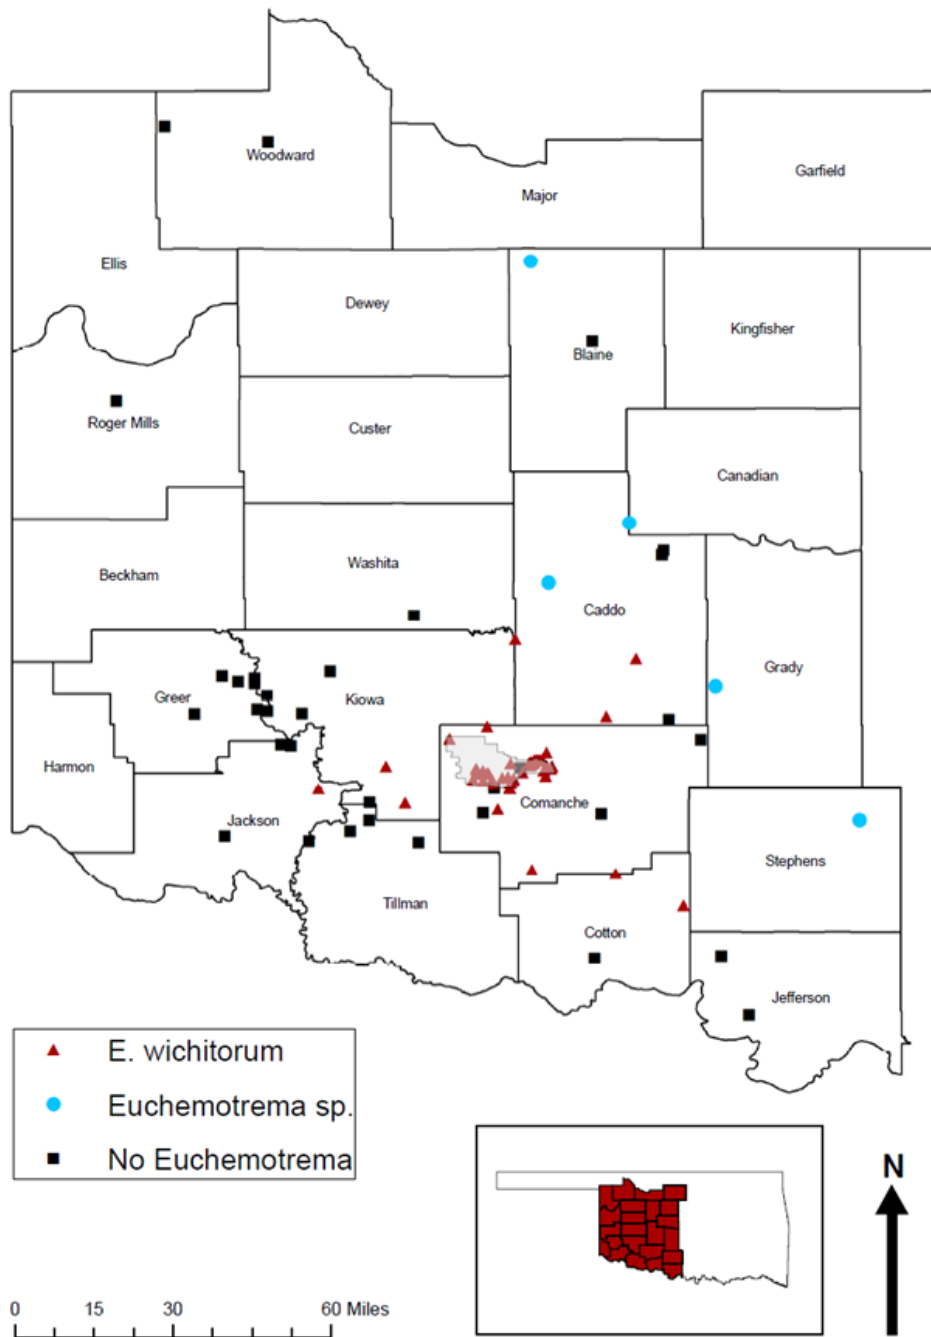 Woodward
Garfield
Major
Ellis
Dewey
Kingfisher
Blaine
Roger Mills
Custer
Canadian
Washita
Beckham
Caddo
Grady
Greer
Kiowa
Harmon
Comanche
Jackson
Stephens
Tillman
Cotton
Jefferson
E. wichitorum
Euchemotrema sp.
No Euchemotrema
N
0 15 30 60 Miles